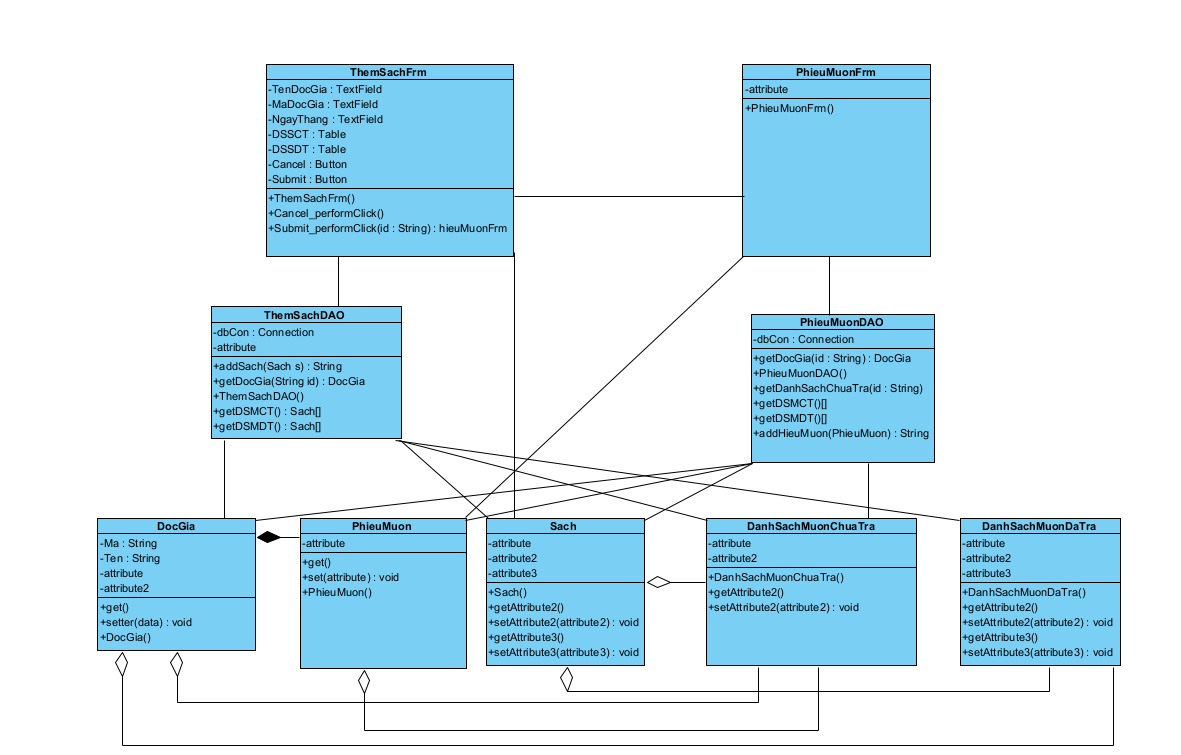 ThemSachFrm
-TenDocGia : TextField
-MaDocGia : TextField
-NgayThang : TextField
-DSSCT : Table
-DSSDT : Table
-Cancel : Button
-Submit : Button
+ThemSachFrm()
+Cancel_performClick()
+Submit_performClick(id : String) : hieuMuonFrm
PhieuMuonFrm
-attribute
+PhieuMuonFrm()
ThemSachDAO
-dbCon : Connection
-attribute
+addSach(Sach s) : String
+getDocGia(String id) : DocGia
+ThemSachDAO()
+getDSMCT() : Sach[]
+getDSMDT() : Sach[]
PhieuMuonDAO
-dbCon : Connection
+getDocGia(id : String) : DocGia
+PhieuMuonDAO()
+getDanhSachChuaTra(id : String)
+getDSMCT()[]
+getDSMDT()[]
+addHieuMuon(PhieuMuon) : String
DocGia
-Ma : String
-Ten : String
-attribute
-attribute2
+get()
+setter(data) : void
+DocGia()
PhieuMuon
-attribute
+get()
+set(attribute) : void
+PhieuMuon()
Sach
-attribute
-attribute2
-attribute3
+Sach()
+getAttribute2()
+setAttribute2(attribute2) : void
+getAttribute3()
+setAttribute3(attribute3) : void
DanhSachMuonChuaTra
-attribute
-attribute2
+DanhSachMuonChuaTra()
+getAttribute2()
+setAttribute2(attribute2) : void
DanhSachMuonDaTra
-attribute
-attribute2
-attribute3
+DanhSachMuonDaTra()
+getAttribute2()
+setAttribute2(attribute2) : void
+getAttribute3()
+setAttribute3(attribute3) : void